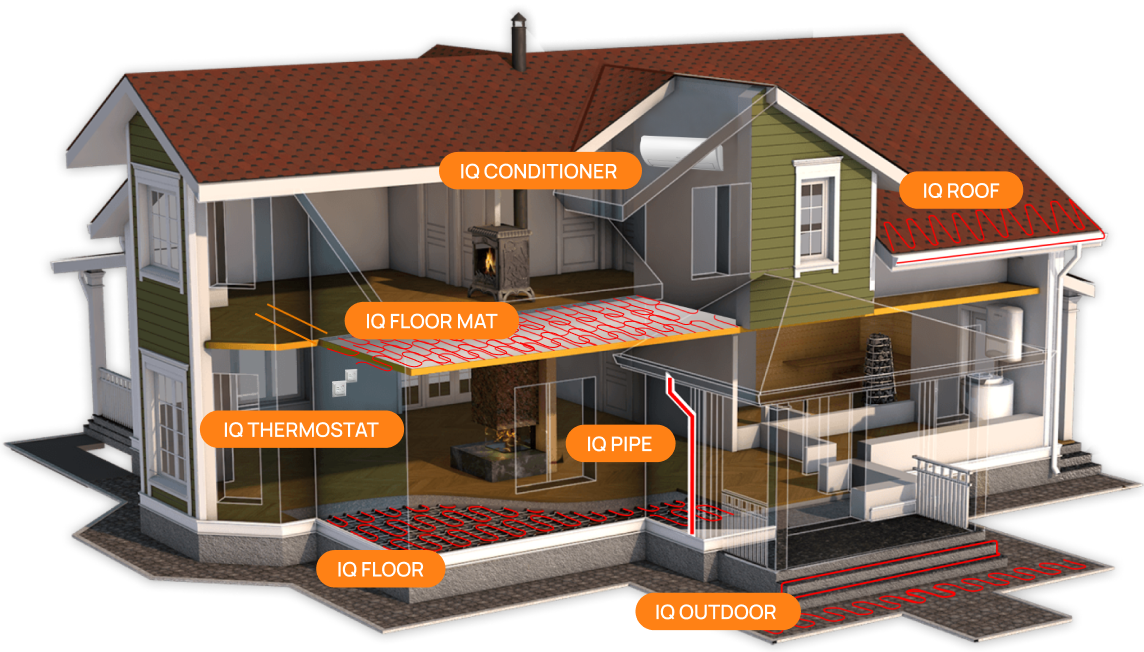 IQ CONDITIONER
IQ ROOF
IQ FLOOR MAT
IQ THERMOSTAT
IQ PIPE
IQ FLOOR
IQ OUTDOOR